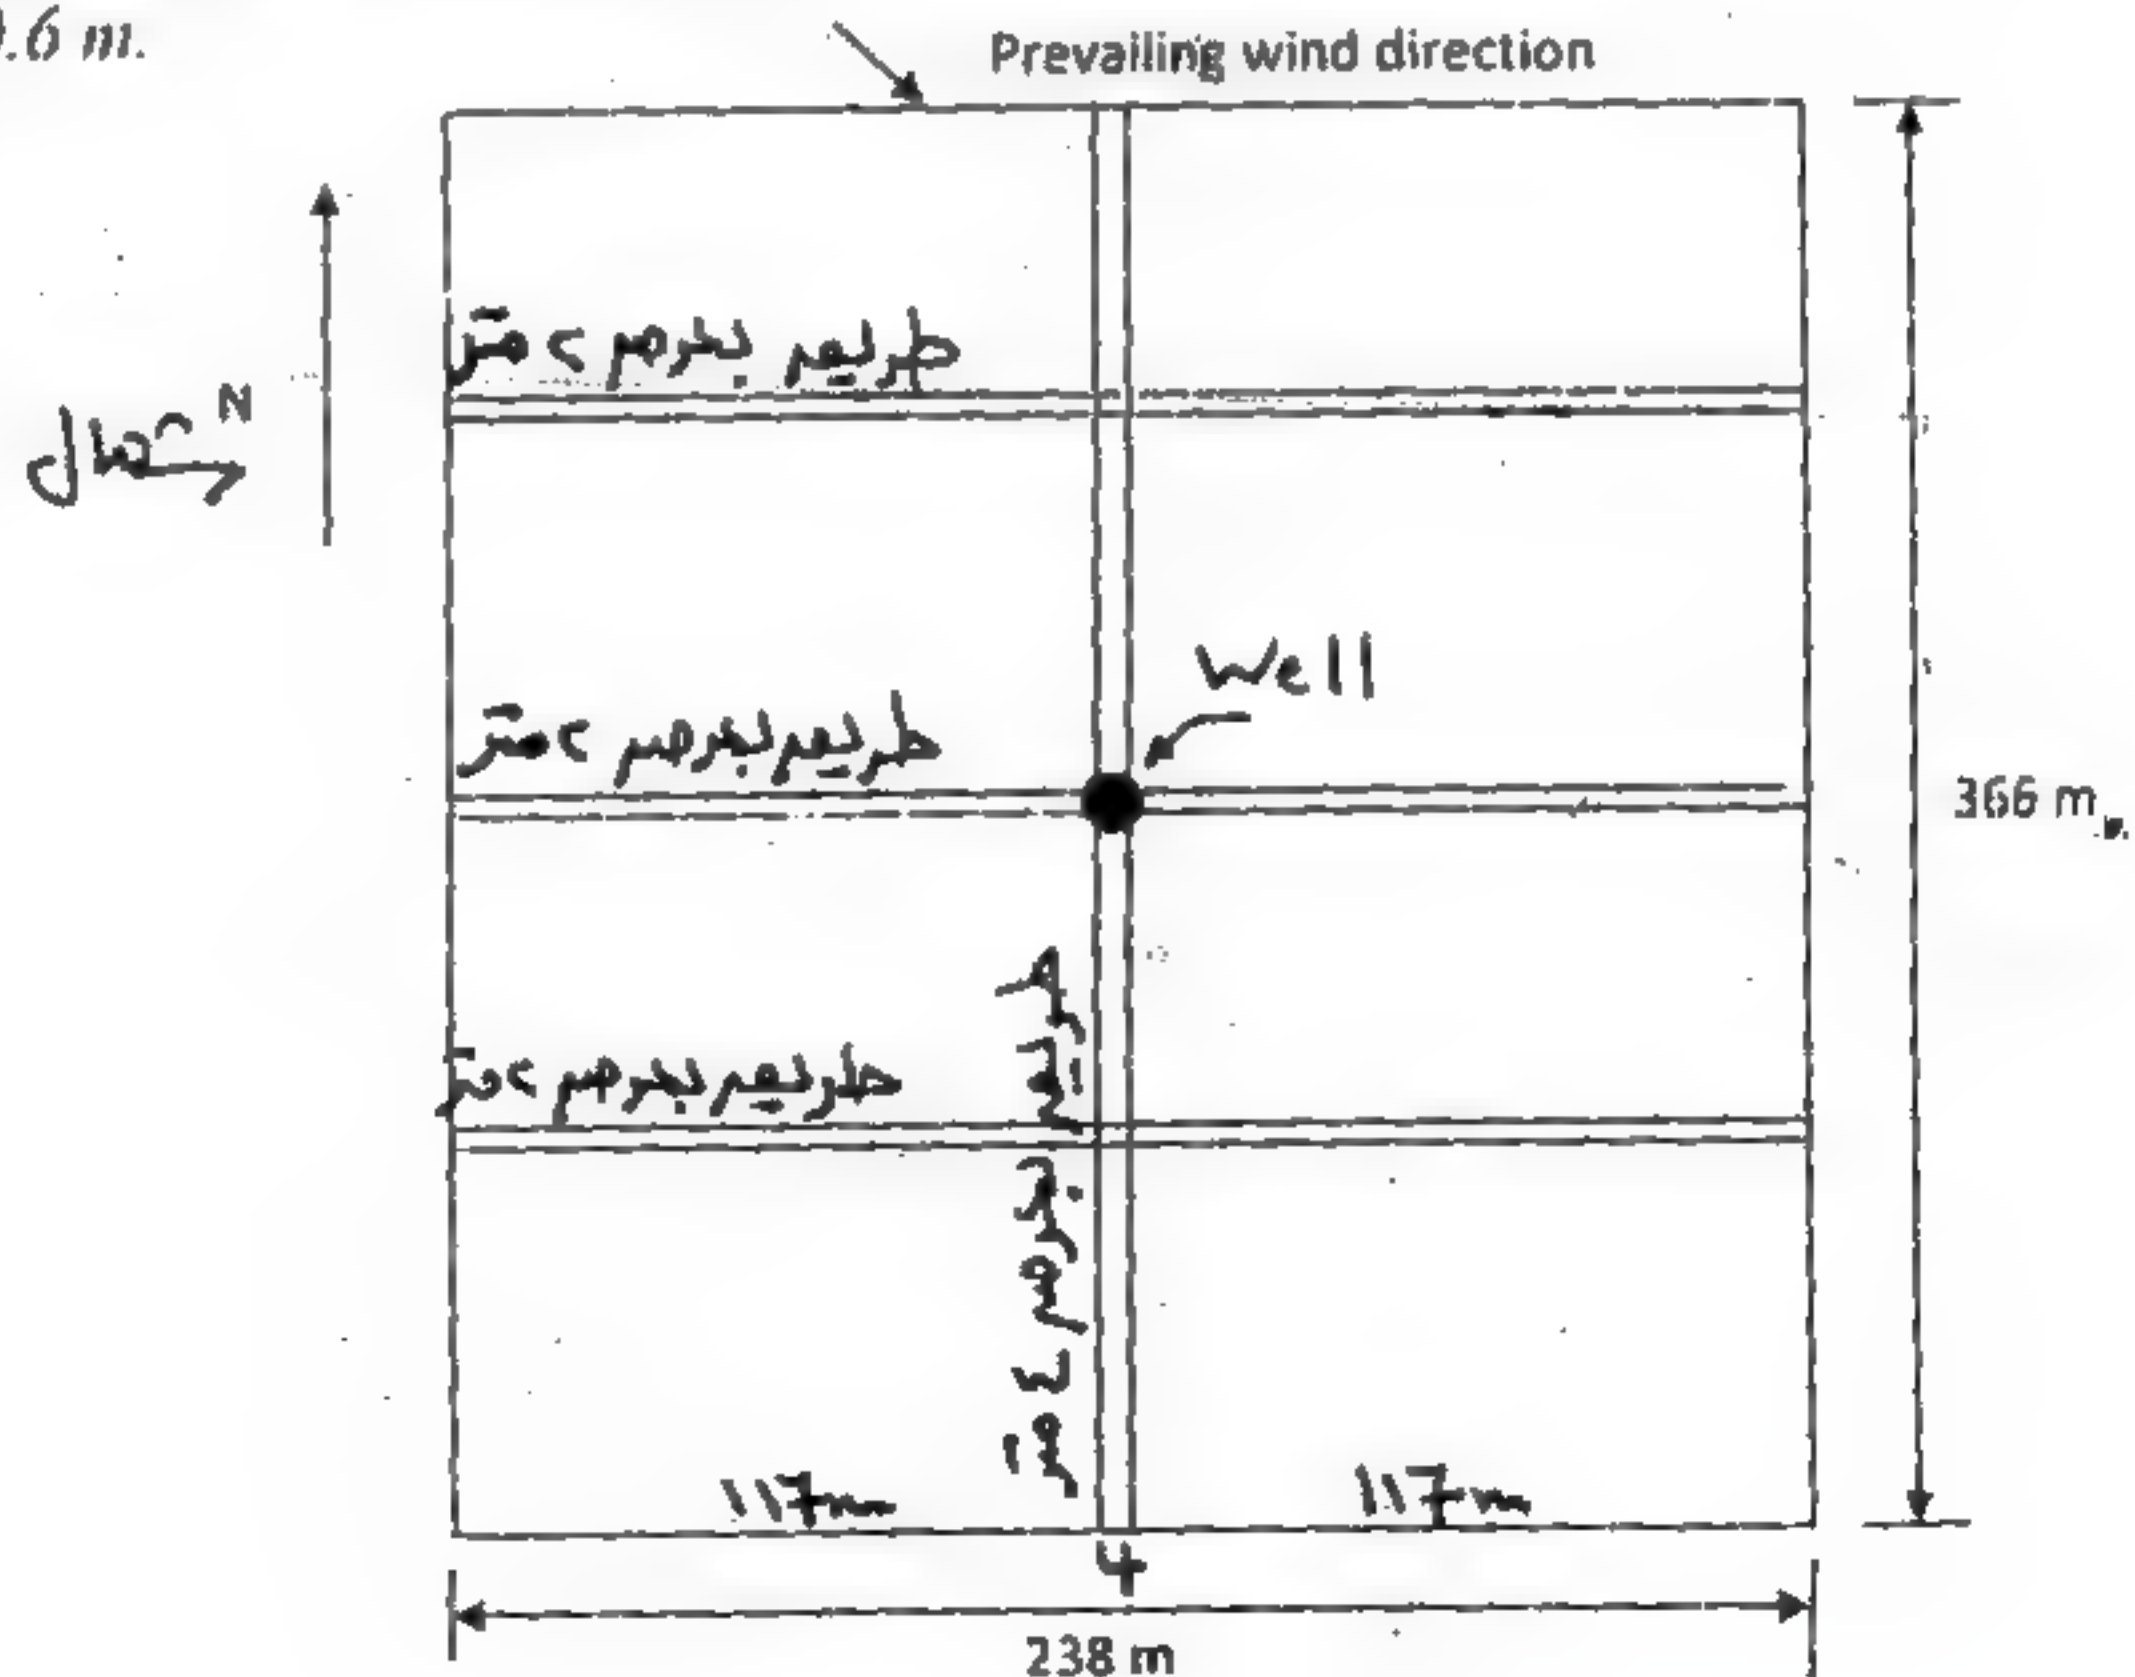 .6 m.
Prevailing wind direction
طريق بعرض ٢ متر
N
شمال
Well
طريق بعرض ٢ متر
366 m
طريق بعرض ٢ متر
طريق بعرض ٤ متر
117m
117m
4
238 m